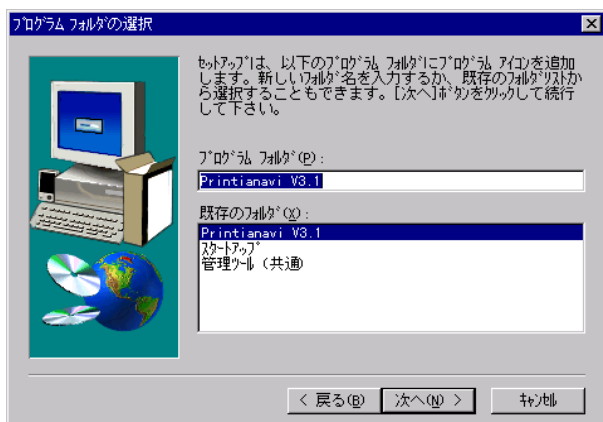 ﾌﾟﾛｸﾞﾗﾑ ﾌｫﾙﾀﾞの選択
ｾｯﾄｱｯﾌﾟは、以下のﾌﾟﾛｸﾞﾗﾑ ﾌｫﾙﾀﾞにﾌﾟﾛｸﾞﾗﾑ ｱｲｺﾝを追加
します。新しいﾌｫﾙﾀﾞ名を入力するか、既存のﾌｫﾙﾀﾞﾘｽﾄか
ら選択することもできます。[次へ]ﾎﾞﾀﾝをｸﾘｯｸして続行
して下さい。
ﾌﾟﾛｸﾞﾗﾑ ﾌｫﾙﾀﾞ(P):
Printianavi V3.1
既存のﾌｫﾙﾀﾞ(X):
Printianavi V3.1
ｽﾀｰﾄｱｯﾌﾟ
管理ﾂｰﾙ (共通)
< 戻る(B)
次へ(N) >
ｷｬﾝｾﾙ